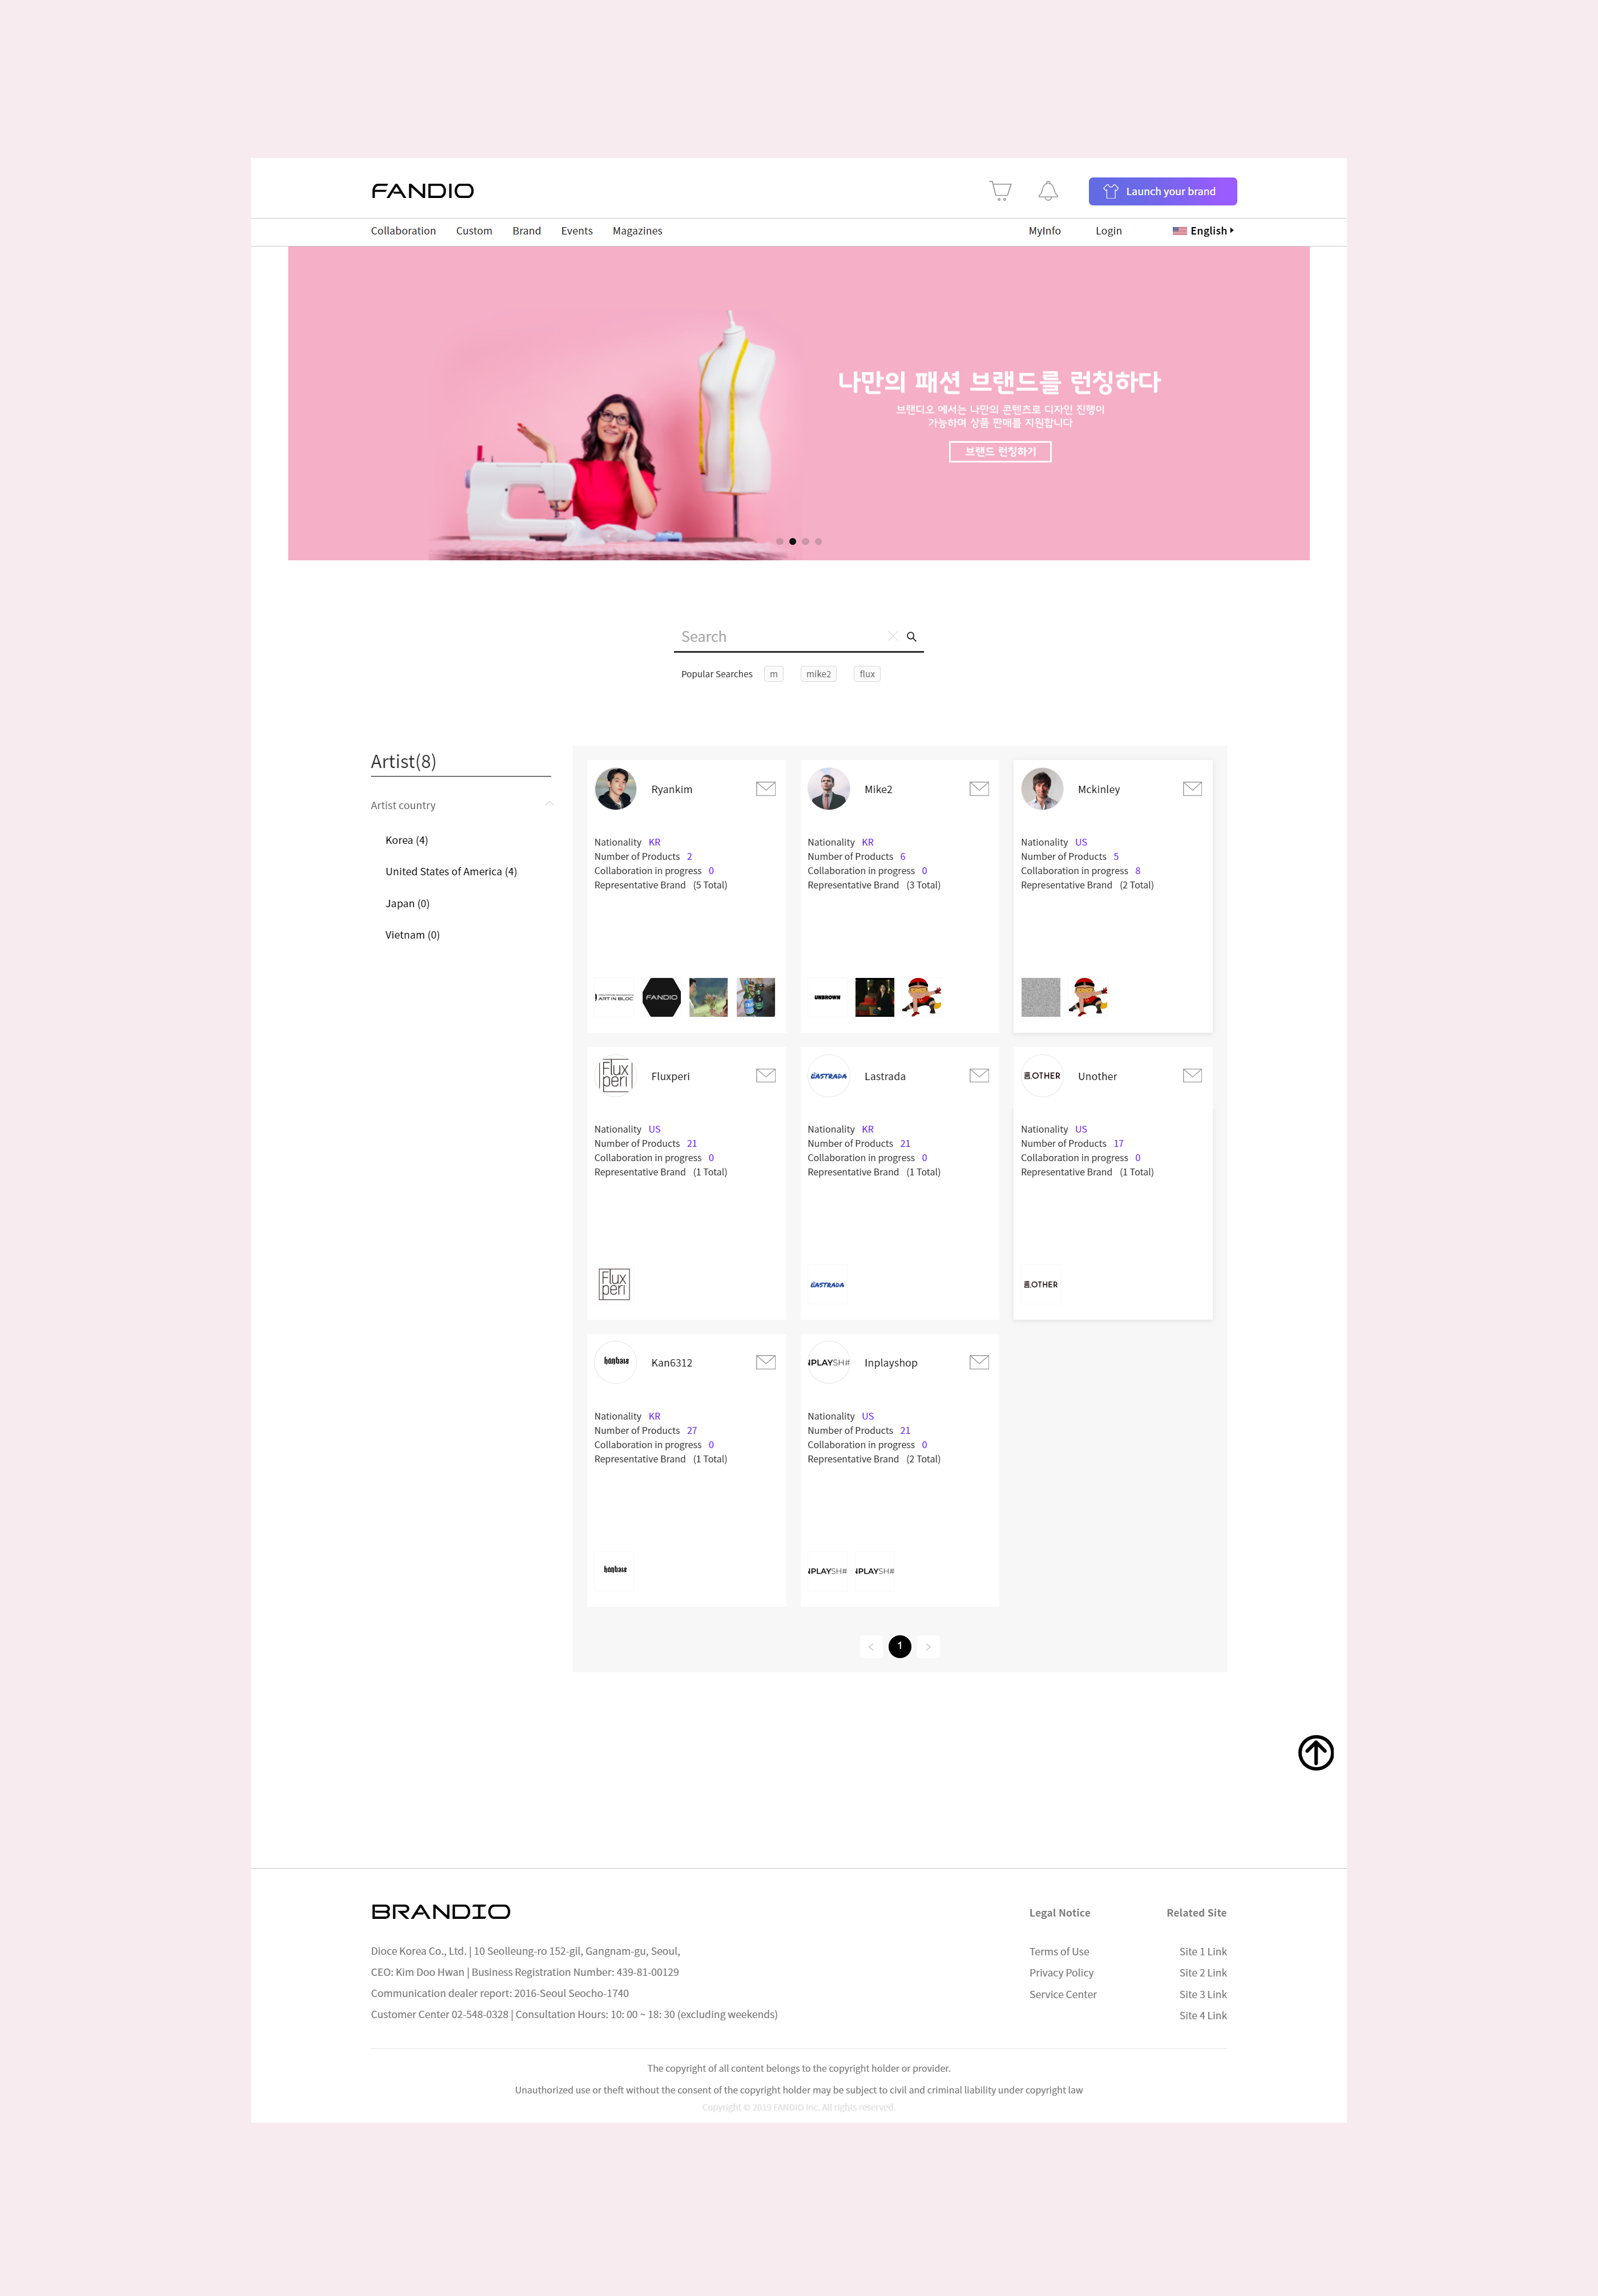 FANDIO
Launch your brand
Collaboration Custom Brand Events Magazines MyInfo Login English
나만의 패션 브랜드를 런칭하다
브랜디오 에서는 나만의 콘텐츠로 디자인 진행이
가능하며 상품 판매를 지원합니다
브랜드 런칭하기
Search
Popular Searches m mike2 flux
Artist(8)
Artist country
Korea (4)
United States of America (4)
Japan (0)
Vietnam (0)
Ryankim
Nationality KR
Number of Products 2
Collaboration in progress 0
Representative Brand (5 Total)
ART IN BLOC
FANDIO
Mike2
Nationality KR
Number of Products 6
Collaboration in progress 0
Representative Brand (3 Total)
UNBROWN
Mckinley
Nationality US
Number of Products 5
Collaboration in progress 8
Representative Brand (2 Total)
Flux
peri
Fluxperi
Nationality US
Number of Products 21
Collaboration in progress 0
Representative Brand (1 Total)
Flux
peri
LASTRADA
Lastrada
Nationality KR
Number of Products 21
Collaboration in progress 0
Representative Brand (1 Total)
LASTRADA
.OTHER
Unother
Nationality US
Number of Products 17
Collaboration in progress 0
Representative Brand (1 Total)
.OTHER
Kan6312
Nationality KR
Number of Products 27
Collaboration in progress 0
Representative Brand (1 Total)
NPLAYSH#
Inplayshop
Nationality US
Number of Products 21
Collaboration in progress 0
Representative Brand (2 Total)
NPLAYSH# NPLAYSH#
< 1 >
BRANDIO
Dioce Korea Co., Ltd. | 10 Seolleung-ro 152-gil, Gangnam-gu, Seoul,
CEO: Kim Doo Hwan | Business Registration Number: 439-81-00129
Communication dealer report: 2016-Seoul Seocho-1740
Customer Center 02-548-0328 | Consultation Hours: 10: 00 ~ 18: 30 (excluding weekends)
Legal Notice
Terms of Use
Privacy Policy
Service Center
Related Site
Site 1 Link
Site 2 Link
Site 3 Link
Site 4 Link
The copyright of all content belongs to the copyright holder or provider.
Unauthorized use or theft without the consent of the copyright holder may be subject to civil and criminal liability under copyright law
Copyright © 2019 FANDIO Inc. All rights reserved.